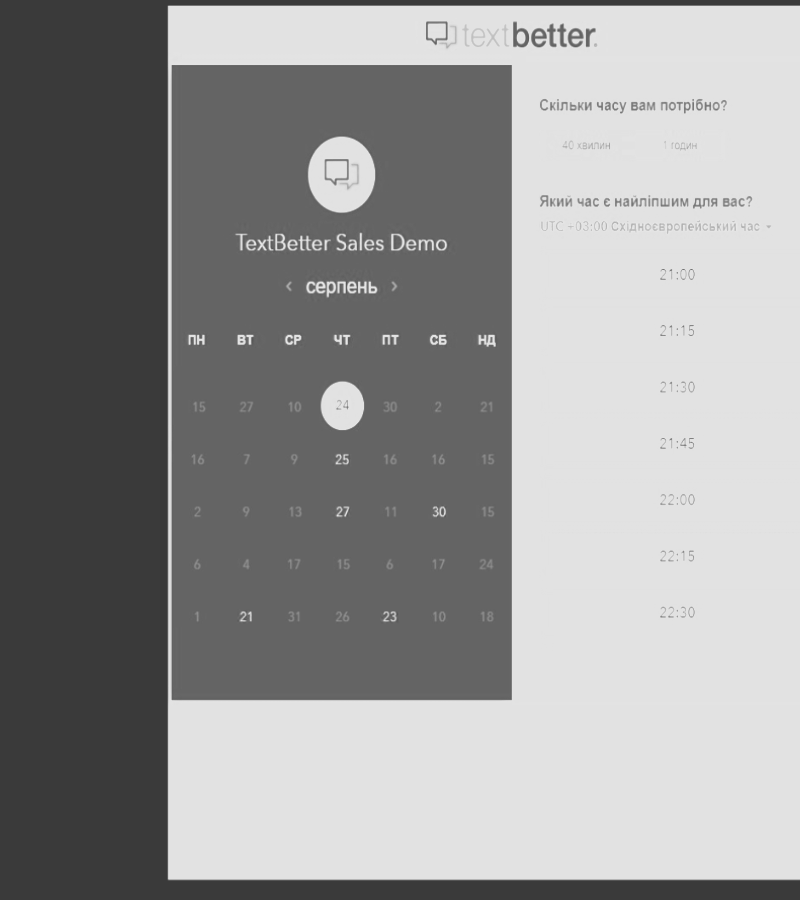 textbetter.
TextBetter Sales Demo
‹ серпень ›
ПН ВТ СР ЧТ ПТ СБ НД
15 27 10 24 30 2 21
16 7 9 25 16 16 15
2 9 13 27 11 30 15
6 4 17 15 6 17 24
1 21 31 26 23 10 18
Скільки часу вам потрібно?
40 хвилин 1 годин
Який час є найліпшим для вас?
UTC -03:00 Східноєвропейський час
21:00
21:15
21:30
21:45
22:00
22:15
22:30